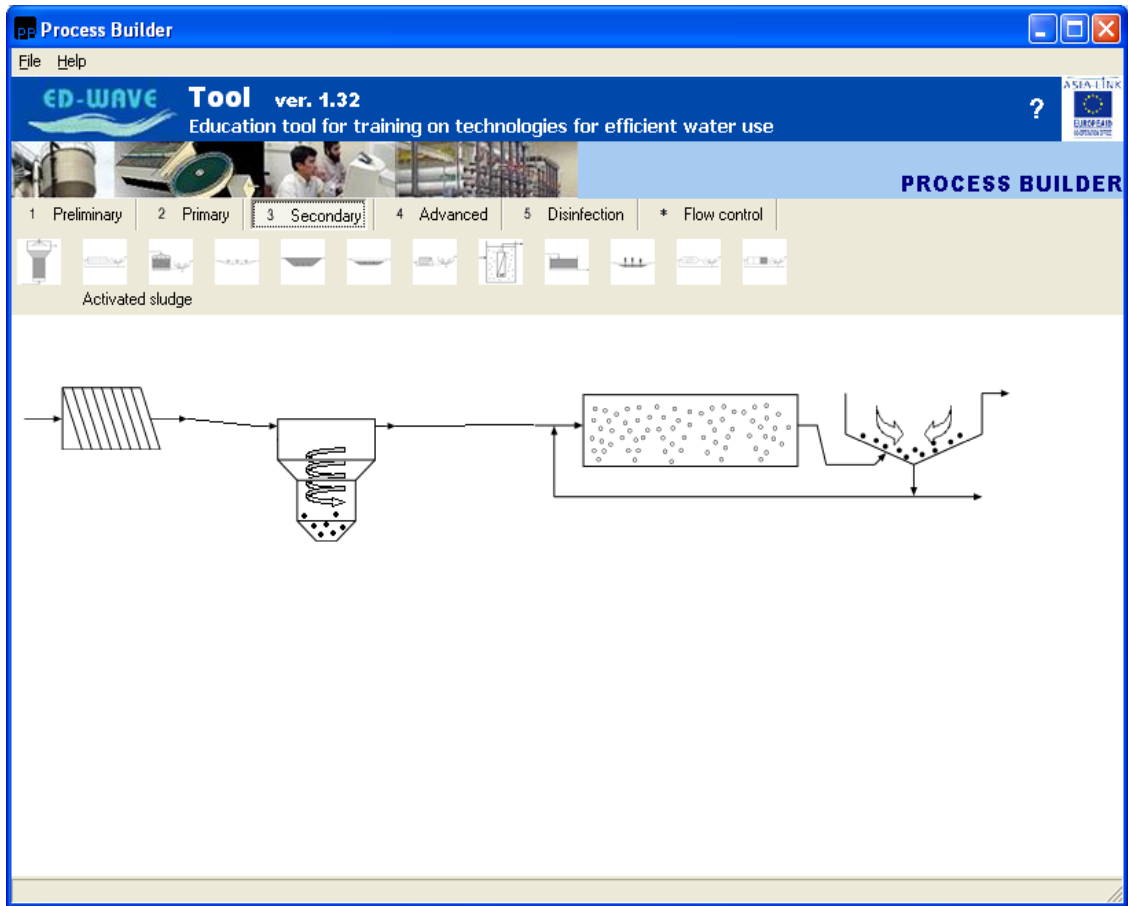 PP Process Builder
File Help
ED-WAVE Tool ver. 1.32
Education tool for training on technologies for efficient water use
?
ASIA-LINK
EUROPEAID
PROCESS BUILDER
1 Preliminary 2 Primary 3 Secondary 4 Advanced 5 Disinfection * Flow control
Activated sludge